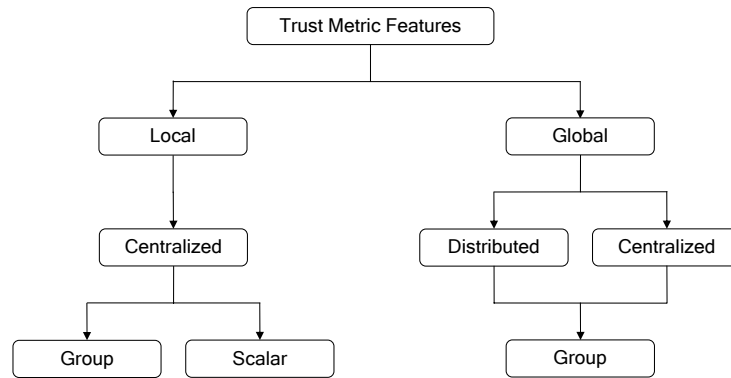 Trust Metric Features
Local
Global
Centralized
Distributed
Centralized
Group
Scalar
Group